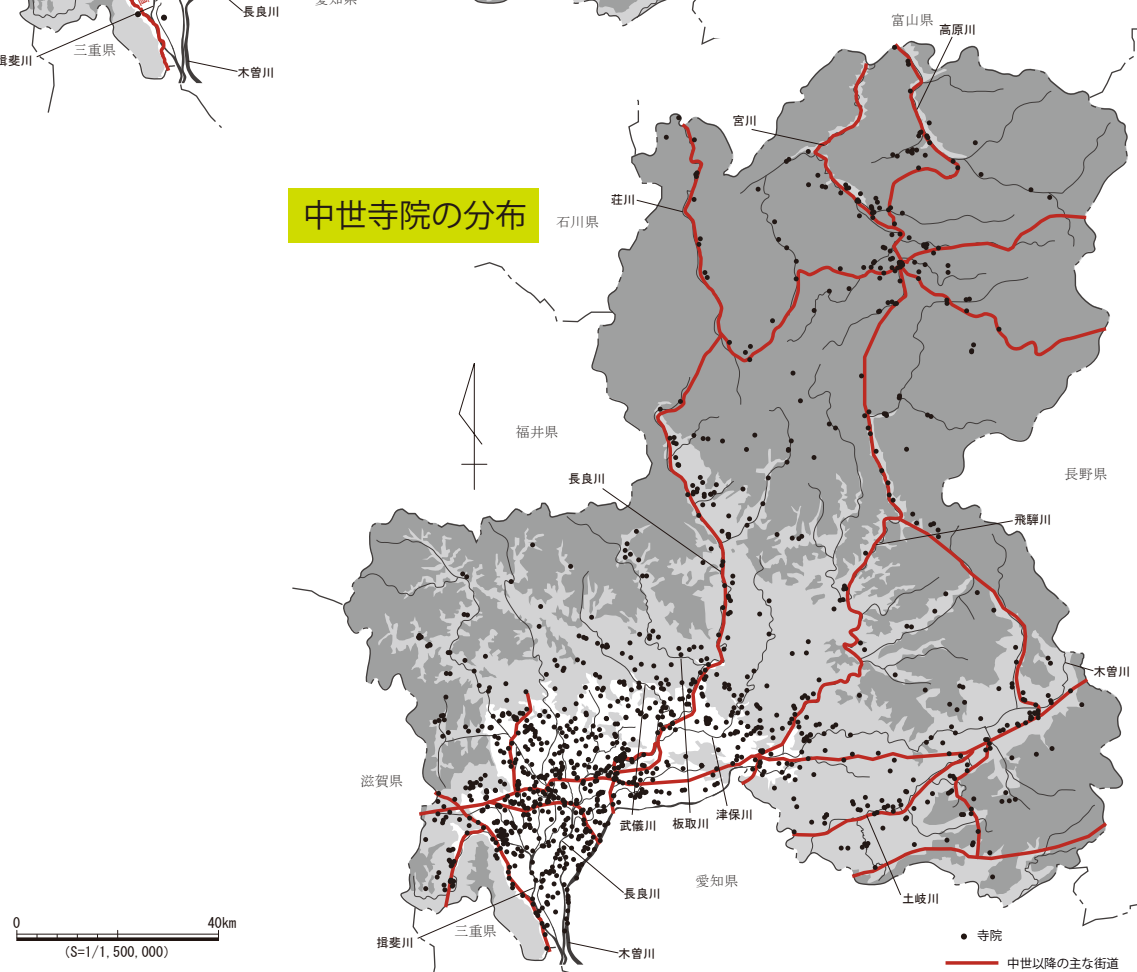 長良川
愛知県
揖斐川
三重県
木曽川
富山県
高原川
宮川
荘川
中世寺院の分布
石川県
福井県
長良川
長野県
飛騨川
木曽川
滋賀県
武儀川
板取川
津保川
愛知県
長良川
土岐川
揖斐川
三重県
木曽川
0 40km
(S=1/1,500,000)
寺院
中世以降の主な街道